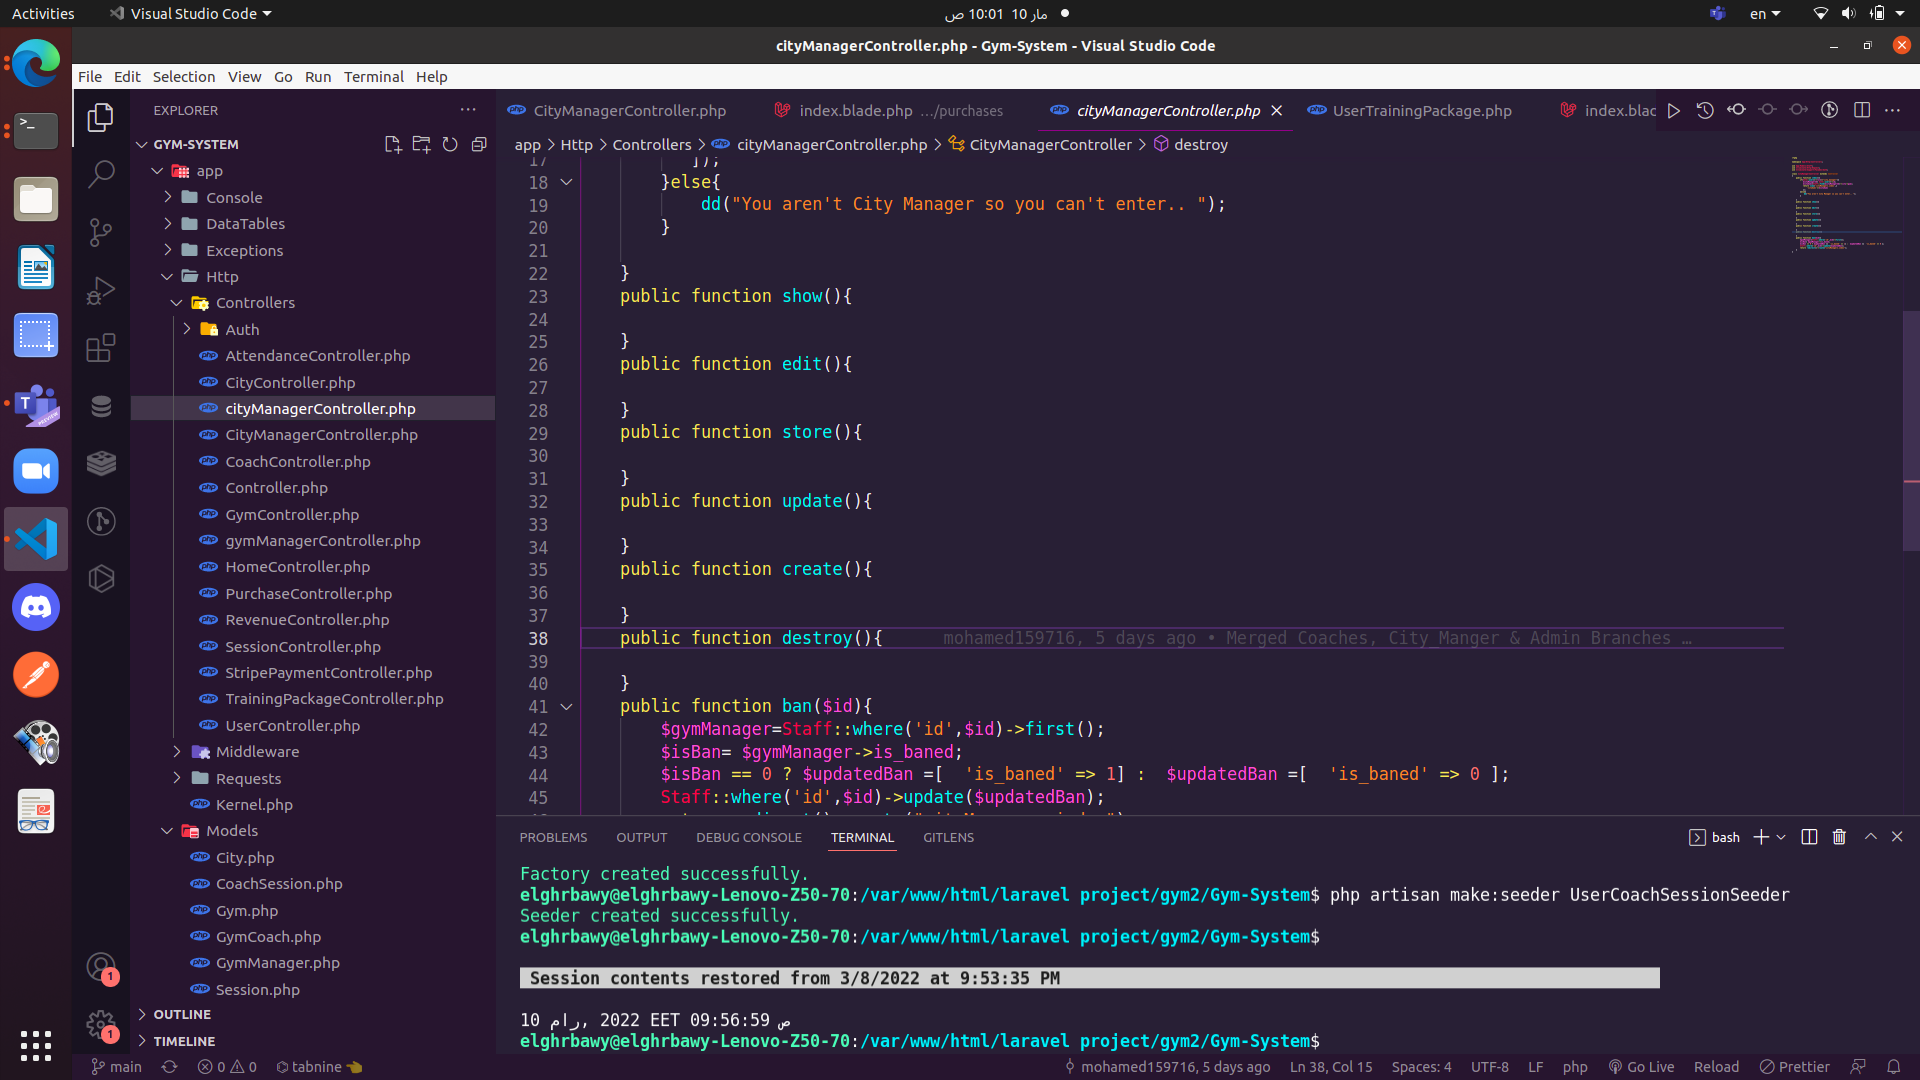 Activities
Visual Studio Code
10 مار 10:01 ص
en
cityManagerController.php - Gym-System - Visual Studio Code
File Edit Selection View Go Run Terminal Help
EXPLORER
GYM-SYSTEM
app
Console
DataTables
Exceptions
Http
Controllers
Auth
AttendanceController.php
CityController.php
cityManagerController.php
CityManagerController.php
CoachController.php
Controller.php
GymController.php
gymManagerController.php
HomeController.php
PurchaseController.php
RevenueController.php
SessionController.php
StripePaymentController.php
TrainingPackageController.php
UserController.php
Middleware
Requests
Kernel.php
Models
City.php
CoachSession.php
Gym.php
GymCoach.php
GymManager.php
Session.php
OUTLINE
TIMELINE
1
1
CityManagerController.php
index.blade.php .../purchases
cityManagerController.php
UserTrainingPackage.php
index.blac
app > Http > Controllers > cityManagerController.php > CityManagerController > destroy
17 ]);
18 }else{
19 dd("You aren't City Manager so you can't enter.. ");
20 }
21
22 }
23 public function show(){
24
25 }
26 public function edit(){
27
28 }
29 public function store(){
30
31 }
32 public function update(){
33
34 }
35 public function create(){
36
37 }
38 public function destroy(){ mohamed159716, 5 days ago • Merged Coaches, City_Manger & Admin Branches …
39
40 }
41 public function ban($id){
42 $gymManager=Staff::where('id',$id)->first();
43 $isBan= $gymManager->is_baned;
44 $isBan == 0 ? $updatedBan =[ 'is_baned' => 1] : $updatedBan =[ 'is_baned' => 0 ];
45 Staff::where('id',$id)->update($updatedBan);
PROBLEMS OUTPUT DEBUG CONSOLE TERMINAL GITLENS
bash
Factory created successfully.
elghrbawy@elghrbawy-Lenovo-Z50-70:/var/www/html/laravel project/gym2/Gym-System$ php artisan make:seeder UserCoachSessionSeeder
Seeder created successfully.
elghrbawy@elghrbawy-Lenovo-Z50-70:/var/www/html/laravel project/gym2/Gym-System$
Session contents restored from 3/8/2022 at 9:53:35 PM
10 مار, 2022 EET 09:56:59 ص
elghrbawy@elghrbawy-Lenovo-Z50-70:/var/www/html/laravel project/gym2/Gym-System$
main 0 0 tabnine mohamed159716, 5 days ago Ln 38, Col 15 Spaces: 4 UTF-8 LF php Go Live Reload Prettier